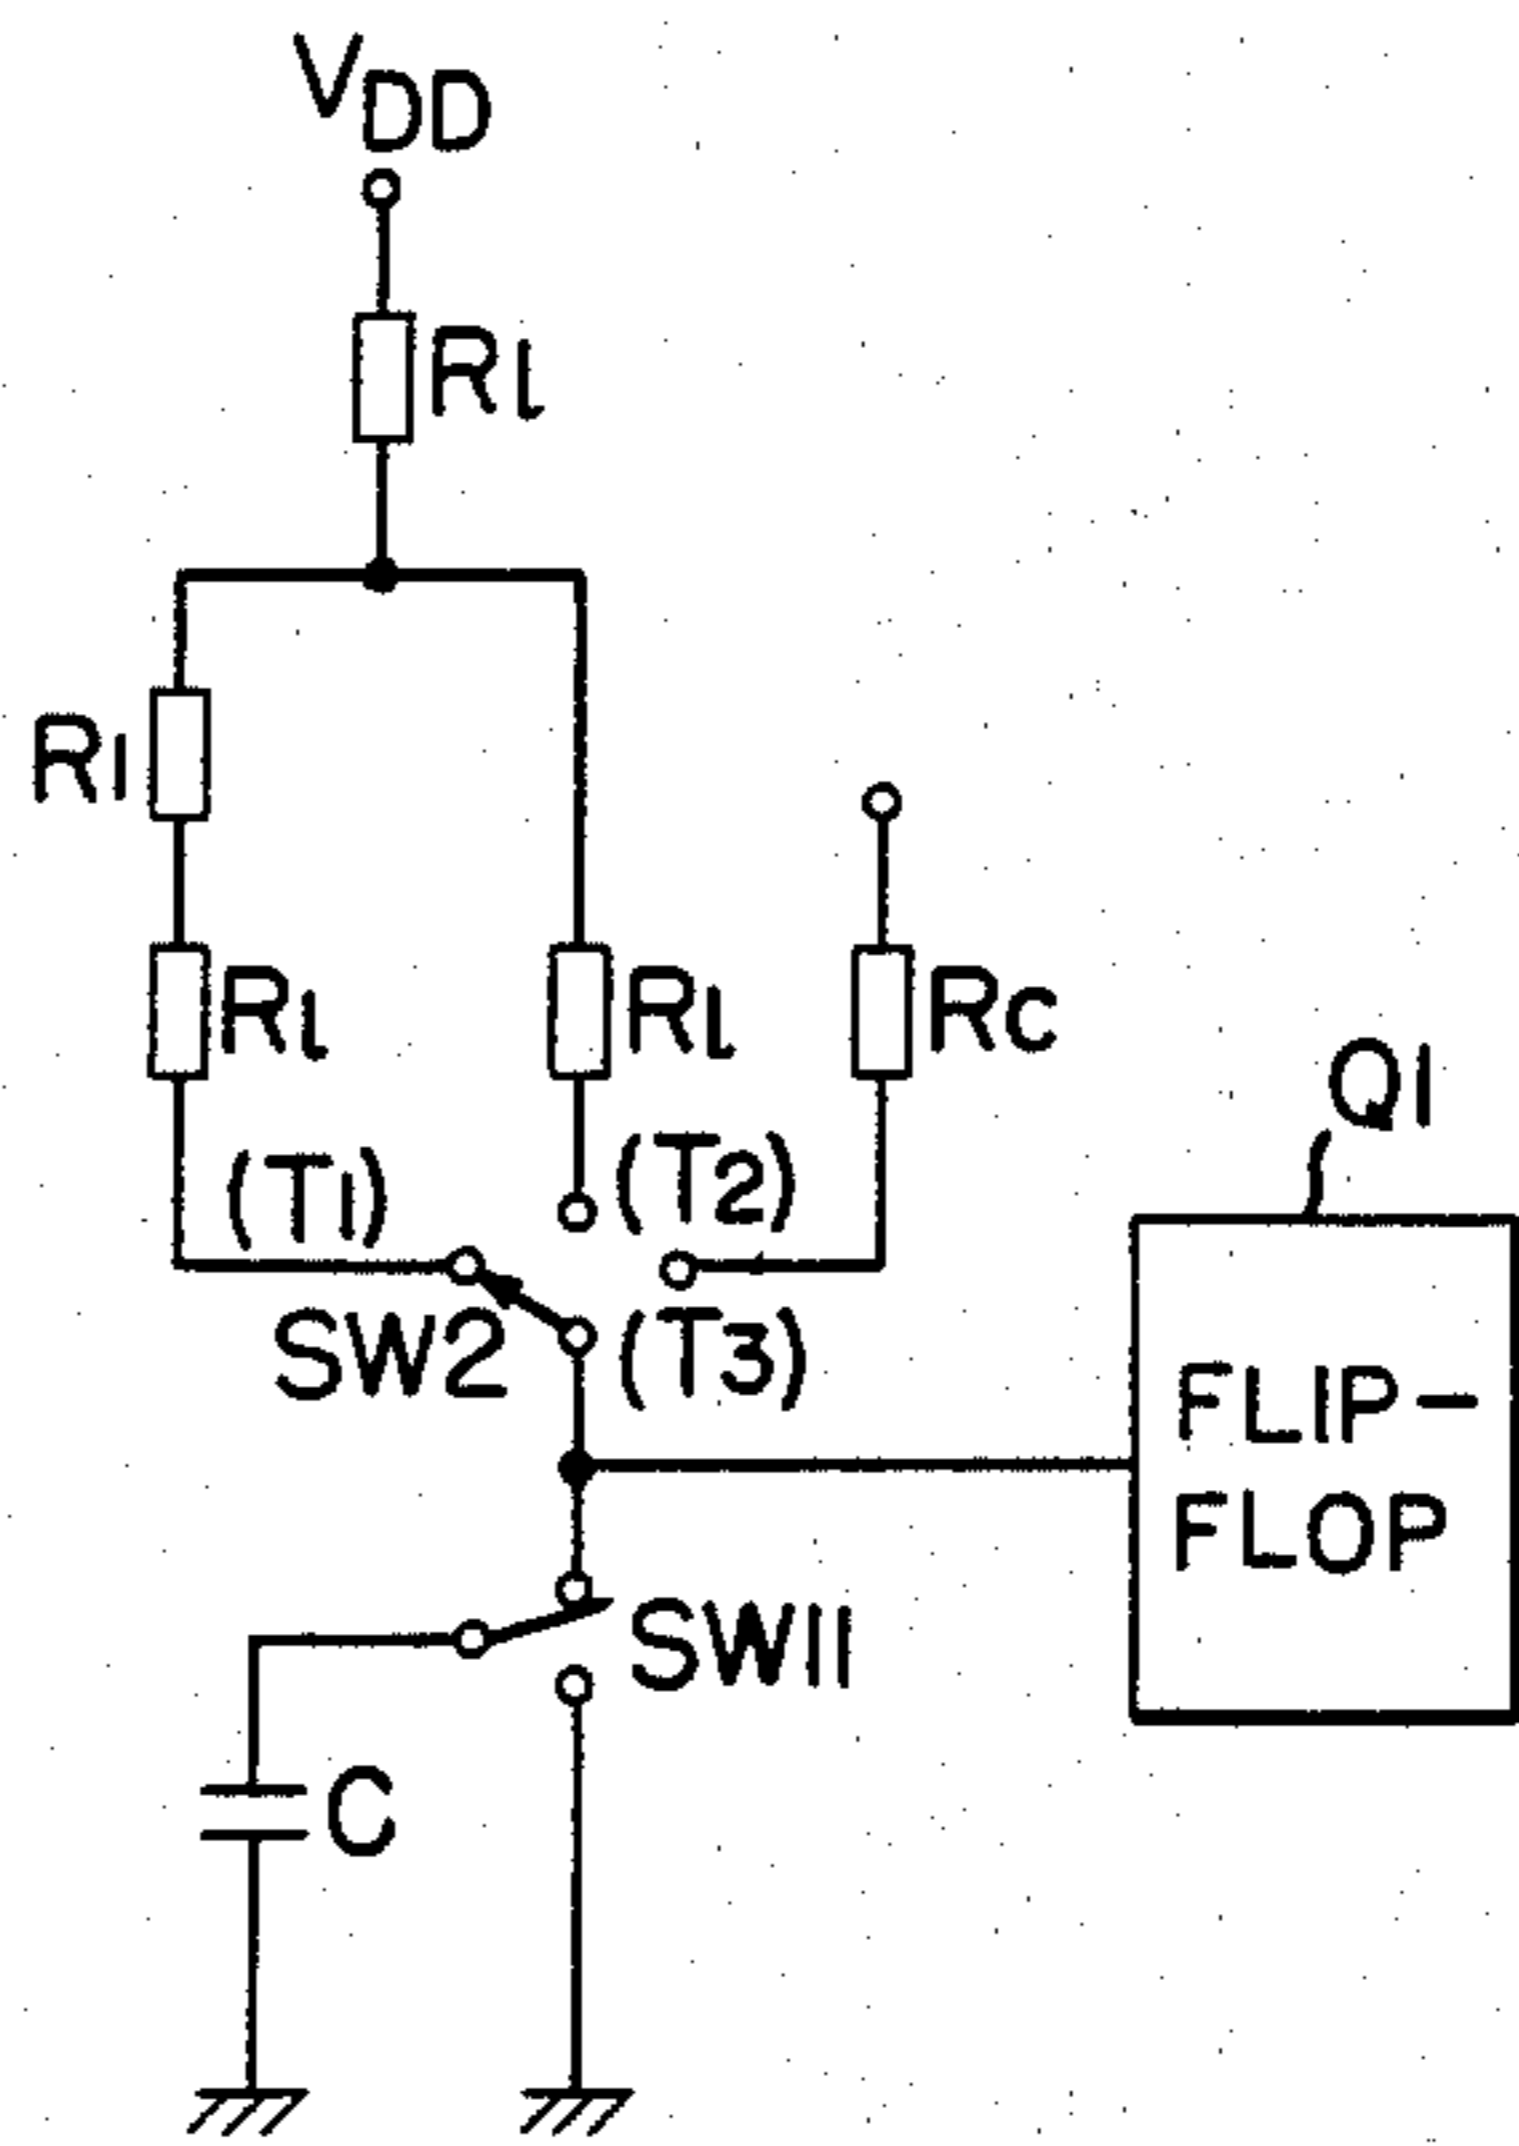 VDD
Rl
R1
Rl
Rl
RC
Q1
(T1)
(T2)
SW2
(T3)
FLIP-
FLOP
SW11
C